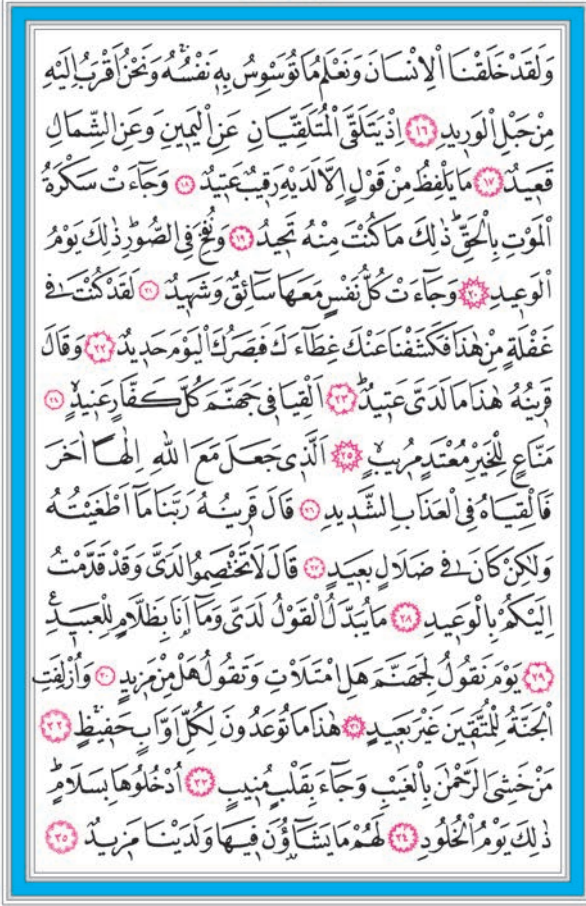 وَلَقَدْ خَلَقْنَا الْاِنْسَانَ وَنَعْلَمُ مَا تُوَسْوِسُ بِهٖ نَفْسُهُ وَنَحْنُ اَقْرَبُ اِلَيْهِ
مِنْ حَبْلِ الْوَرٖيدِ ١٦ اِذْ يَتَلَقَّى الْمُتَلَقِّيَانِ عَنِ الْيَمٖينِ وَعَنِ الشِّمَالِ
قَعٖيدٌ ١٧ مَا يَلْفِظُ مِنْ قَوْلٍ اِلَّا لَدَيْهِ رَقٖيبٌ عَتٖيدٌ ١٨ وَجَٓاءَتْ سَكْرَةُ
الْمَوْتِ بِالْحَقِّ ذٰلِكَ مَا كُنْتَ مِنْهُ تَحٖيدُ ١٩ وَنُفِخَ فِي الصُّورِ ذٰلِكَ يَوْمُ
الْوَعٖيدِ ٢٠ وَجَٓاءَتْ كُلُّ نَفْسٍ مَعَهَا سَٓائِقٌ وَشَهٖيدٌ ٢١ لَقَدْ كُنْتَ فٖي
غَفْلَةٍ مِنْ هٰذَا فَكَشَفْنَا عَنْكَ غِطَٓاءَكَ فَبَصَرُكَ الْيَوْمَ حَدٖيدٌ ٢٢ وَقَالَ
قَرٖينُهُ هٰذَا مَا لَدَيَّ عَتٖيدٌ ٢٣ اَلْقِيَا فٖي جَهَنَّمَ كُلَّ كَفَّارٍ عَنٖيدٍ ٢٤
مَنَّاعٍ لِلْخَيْرِ مُعْتَدٍ مُرٖيبٍ ٢٥ اَلَّذٖي جَعَلَ مَعَ اللّٰهِ اِلٰهًا اٰخَرَ
فَاَلْقِيَاهُ فِي الْعَذَابِ الشَّدٖيدِ ٢٦ قَالَ قَرٖينُهُ رَبَّنَا مَٓا اَطْغَيْتُهُ
وَلٰكِنْ كَانَ فٖي ضَلَالٍ بَعٖيدٍ ٢٧ قَالَ لَا تَخْتَصِمُوا لَدَيَّ وَقَدْ قَدَّمْتُ
اِلَيْكُمْ بِالْوَعٖيدِ ٢٨ مَا يُبَدَّلُ الْقَوْلُ لَدَيَّ وَمَٓا اَنَا بِظَلَّامٍ لِلْعَبٖيدِ
٢٩ يَوْمَ نَقُولُ لِجَهَنَّمَ هَلِ امْتَلَاْتِ وَتَقُولُ هَلْ مِنْ مَزٖيدٍ ٣٠ وَاُزْلِفَتِ
الْجَنَّةُ لِلْمُتَّقٖينَ غَيْرَ بَعٖيدٍ ٣١ هٰذَا مَا تُوعَدُونَ لِكُلِّ اَوَّابٍ حَفٖيظٍ ٣٢
مَنْ خَشِيَ الرَّحْمٰنَ بِالْغَيْبِ وَجَٓاءَ بِقَلْبٍ مُنٖيبٍ ٣٣ اُدْخُلُوهَا بِسَلَامٍ
ذٰلِكَ يَوْمُ الْخُلُودِ ٣٤ لَهُمْ مَا يَشَٓاؤُ۫نَ فٖيهَا وَلَدَيْنَا مَزٖيدٌ ٣٥